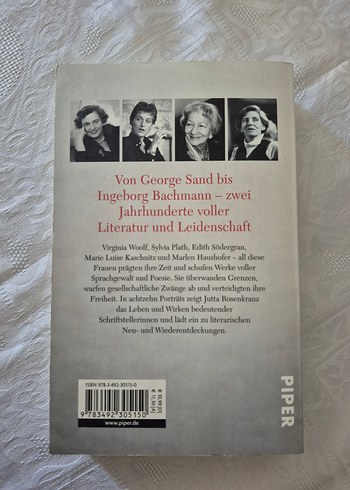 Von George Sand bis
Ingeborg Bachmann – zwei
Jahrhunderte voller
Literatur und Leidenschaft
Virginia Woolf, Sylvia Plath, Edith Södergran,
Marie Luise Kaschnitz und Marlen Haushofer – all diese
Frauen prägten ihre Zeit und schufen Werke voller
Sprachgewalt und Poesie. Sie überwanden Grenzen,
warfen gesellschaftliche Zwänge ab und verteidigten ihre
Freiheit. In achtzehn Porträts zeigt Jutta Rosenkranz
das Leben und Wirken bedeutender
Schriftstellerinnen und lädt ein zu literarischen
Neu- und Wiederentdeckungen.
ISBN 978-3-492-30515-0
9 783492 305150
www.piper.de
PIPER